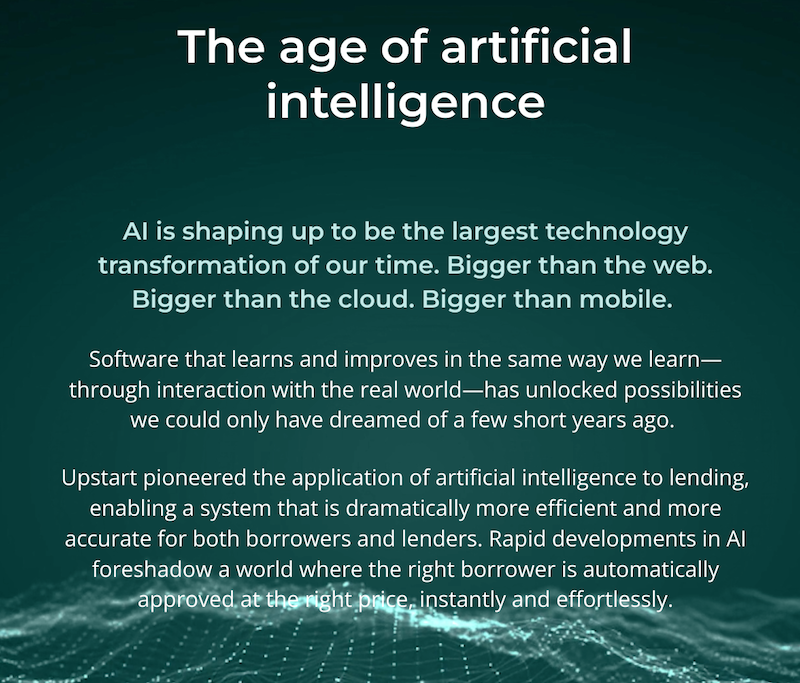 The age of artificial
intelligence
AI is shaping up to be the largest technology
transformation of our time. Bigger than the web.
Bigger than the cloud. Bigger than mobile.
Software that learns and improves in the same way we learn—
through interaction with the real world—has unlocked possibilities
we could only have dreamed of a few short years ago.
Upstart pioneered the application of artificial intelligence to lending,
enabling a system that is dramatically more efficient and more
accurate for both borrowers and lenders. Rapid developments in AI
foreshadow a world where the right borrower is automatically
approved at the right price, instantly and effortlessly.